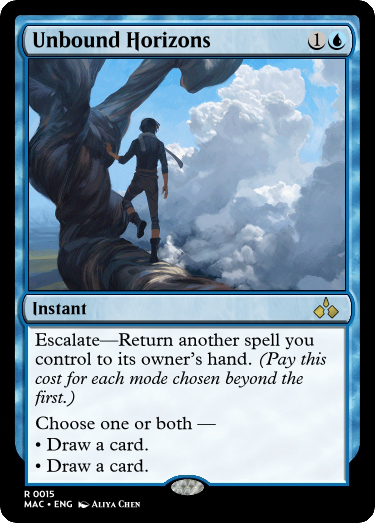 Unbound Horizons 1
Instant
Escalate—Return another spell you
control to its owner's hand. (Pay this
cost for each mode chosen beyond the
first.)
Choose one or both —
• Draw a card.
• Draw a card.
R 0015
MAC • ENG Aliya Chen